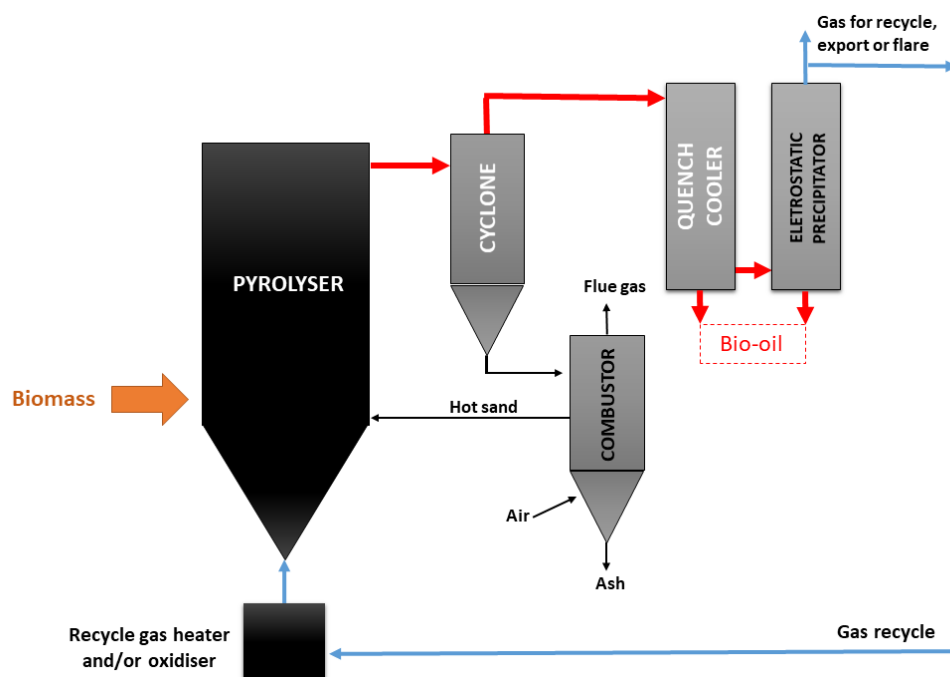 Gas for recycle,
export or flare
QUENCH
COOLER
ELETROSTATIC
PRECIPITATOR
CYCLONE
PYROLYSER
Flue gas
Bio-oil
Biomass
Hot sand
COMBUSTOR
Air
Ash
Recycle gas heater
and/or oxidiser
Gas recycle